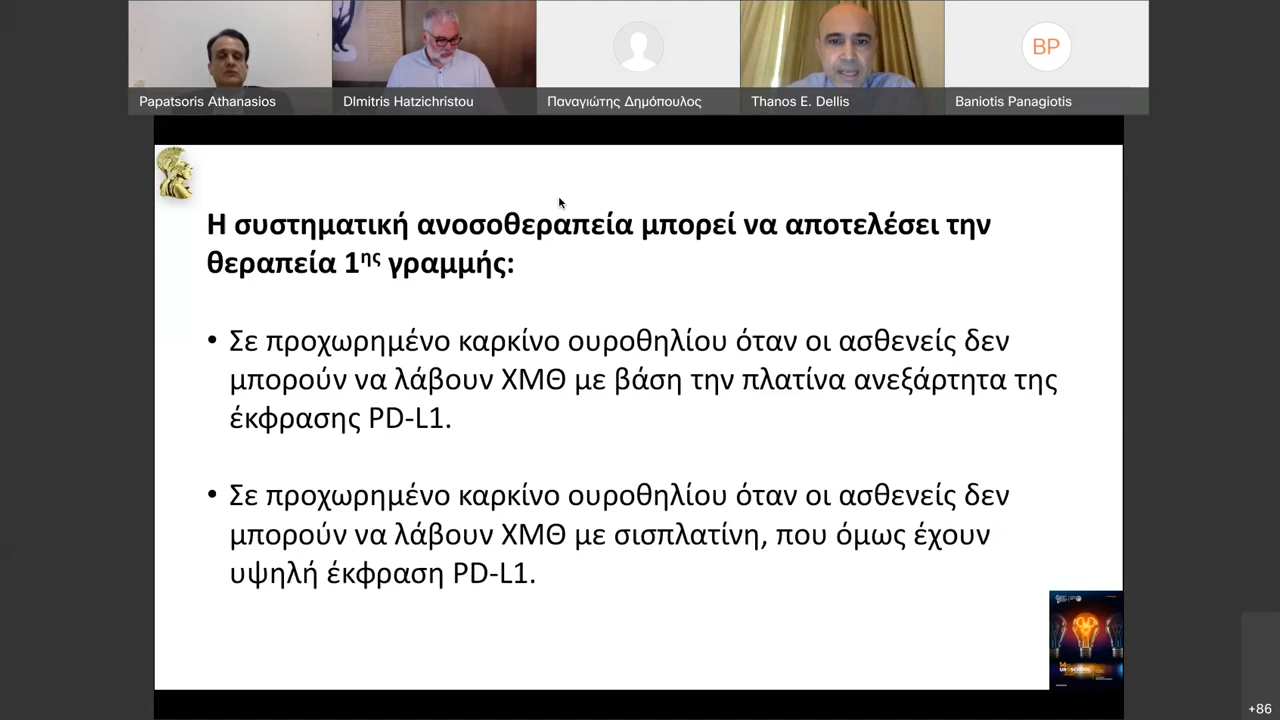 BP
Papatsoris Athanasios
DImitris Hatzichristou
Παναγιώτης Δημόπουλος
Thanos E. Dellis
Baniotis Panagiotis
Η συστηματική ανοσοθεραπεία μπορεί να αποτελέσει την
θεραπεία 1ης γραμμής:
• Σε προχωρημένο καρκίνο ουροθηλίου όταν οι ασθενείς δεν
μπορούν να λάβουν ΧΜΘ με βάση την πλατίνα ανεξάρτητα της
έκφρασης PD-L1.
• Σε προχωρημένο καρκίνο ουροθηλίου όταν οι ασθενείς δεν
μπορούν να λάβουν ΧΜΘ με σισπλατίνη, που όμως έχουν
υψηλή έκφραση PD-L1.
+86